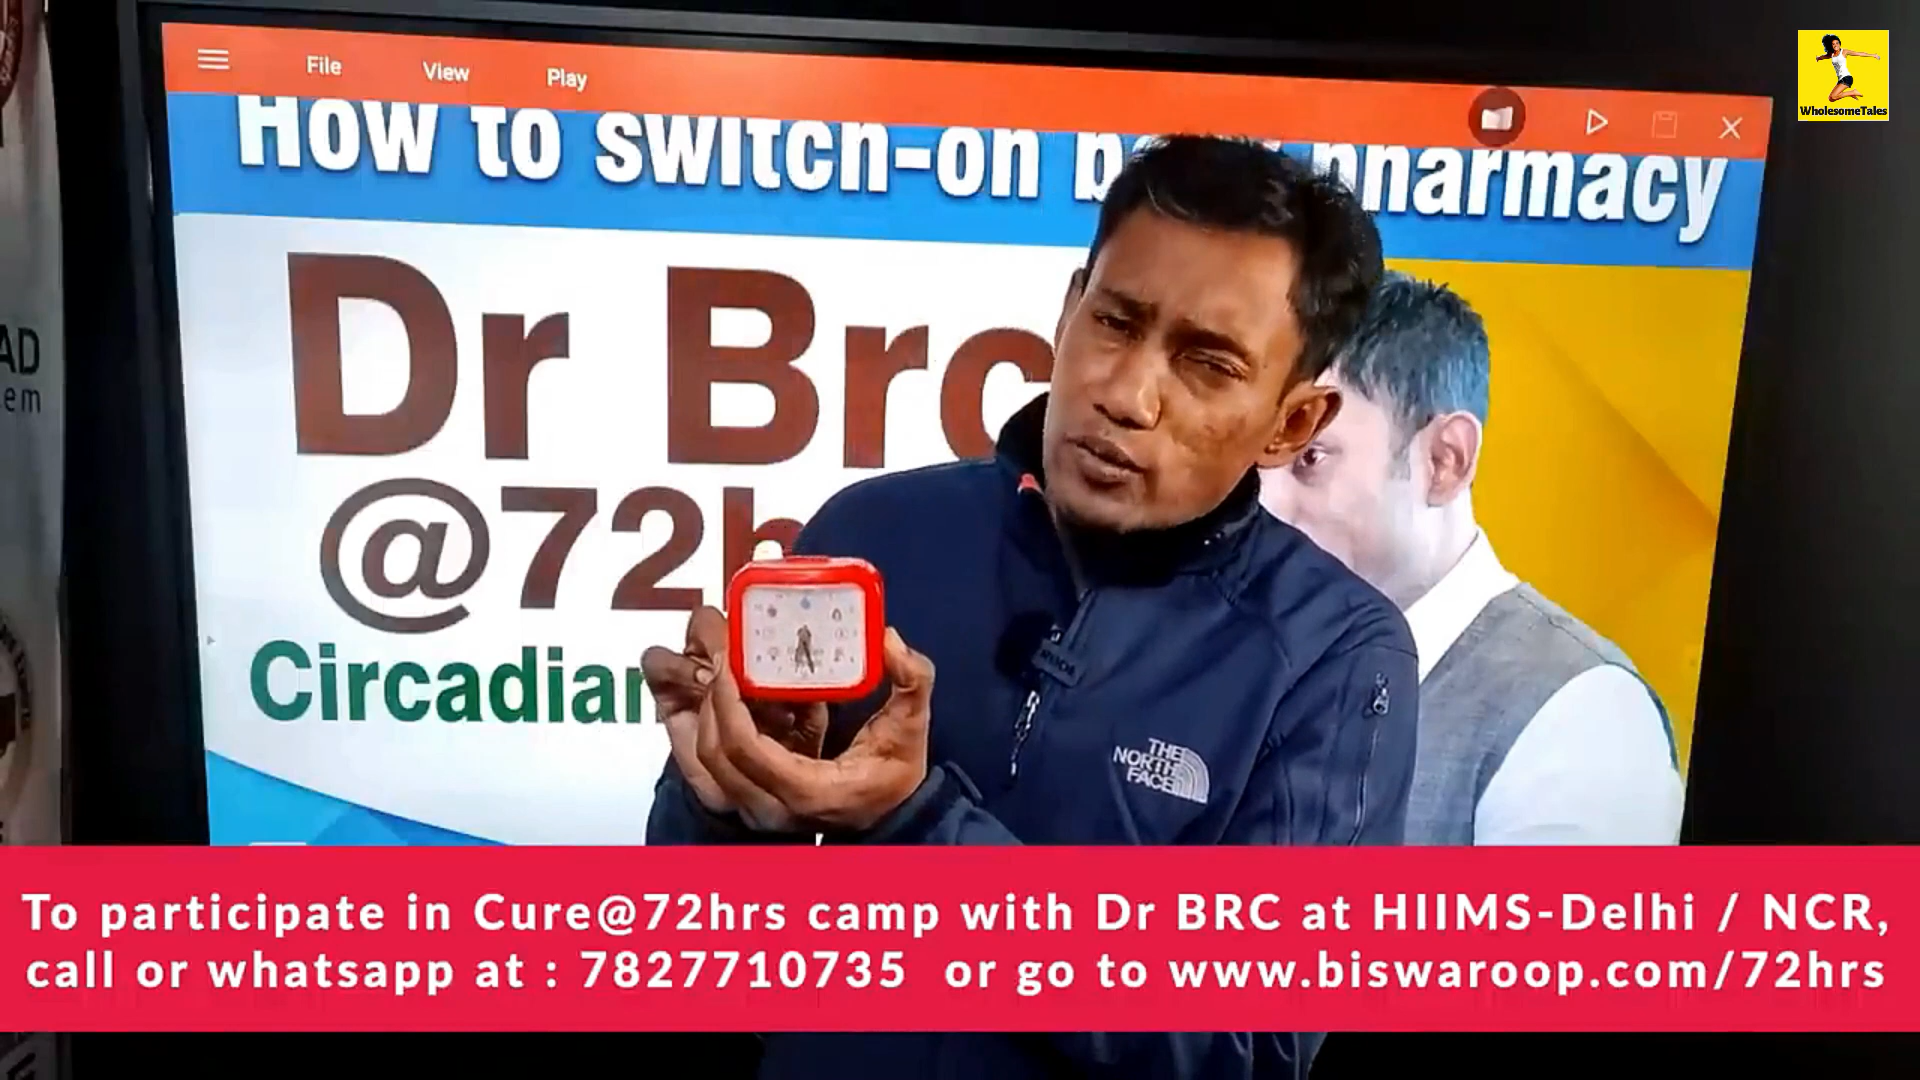 File View Play
WholesomeTales
How to switch-on pharmacy
Dr Brc
@72h
Circadian
AD
em
THE
NORTH
FACE
To participate in Cure@72hrs camp with Dr BRC at HIIMS-Delhi / NCR,
call or whatsapp at : 7827710735 or go to www.biswaroop.com/72hrs